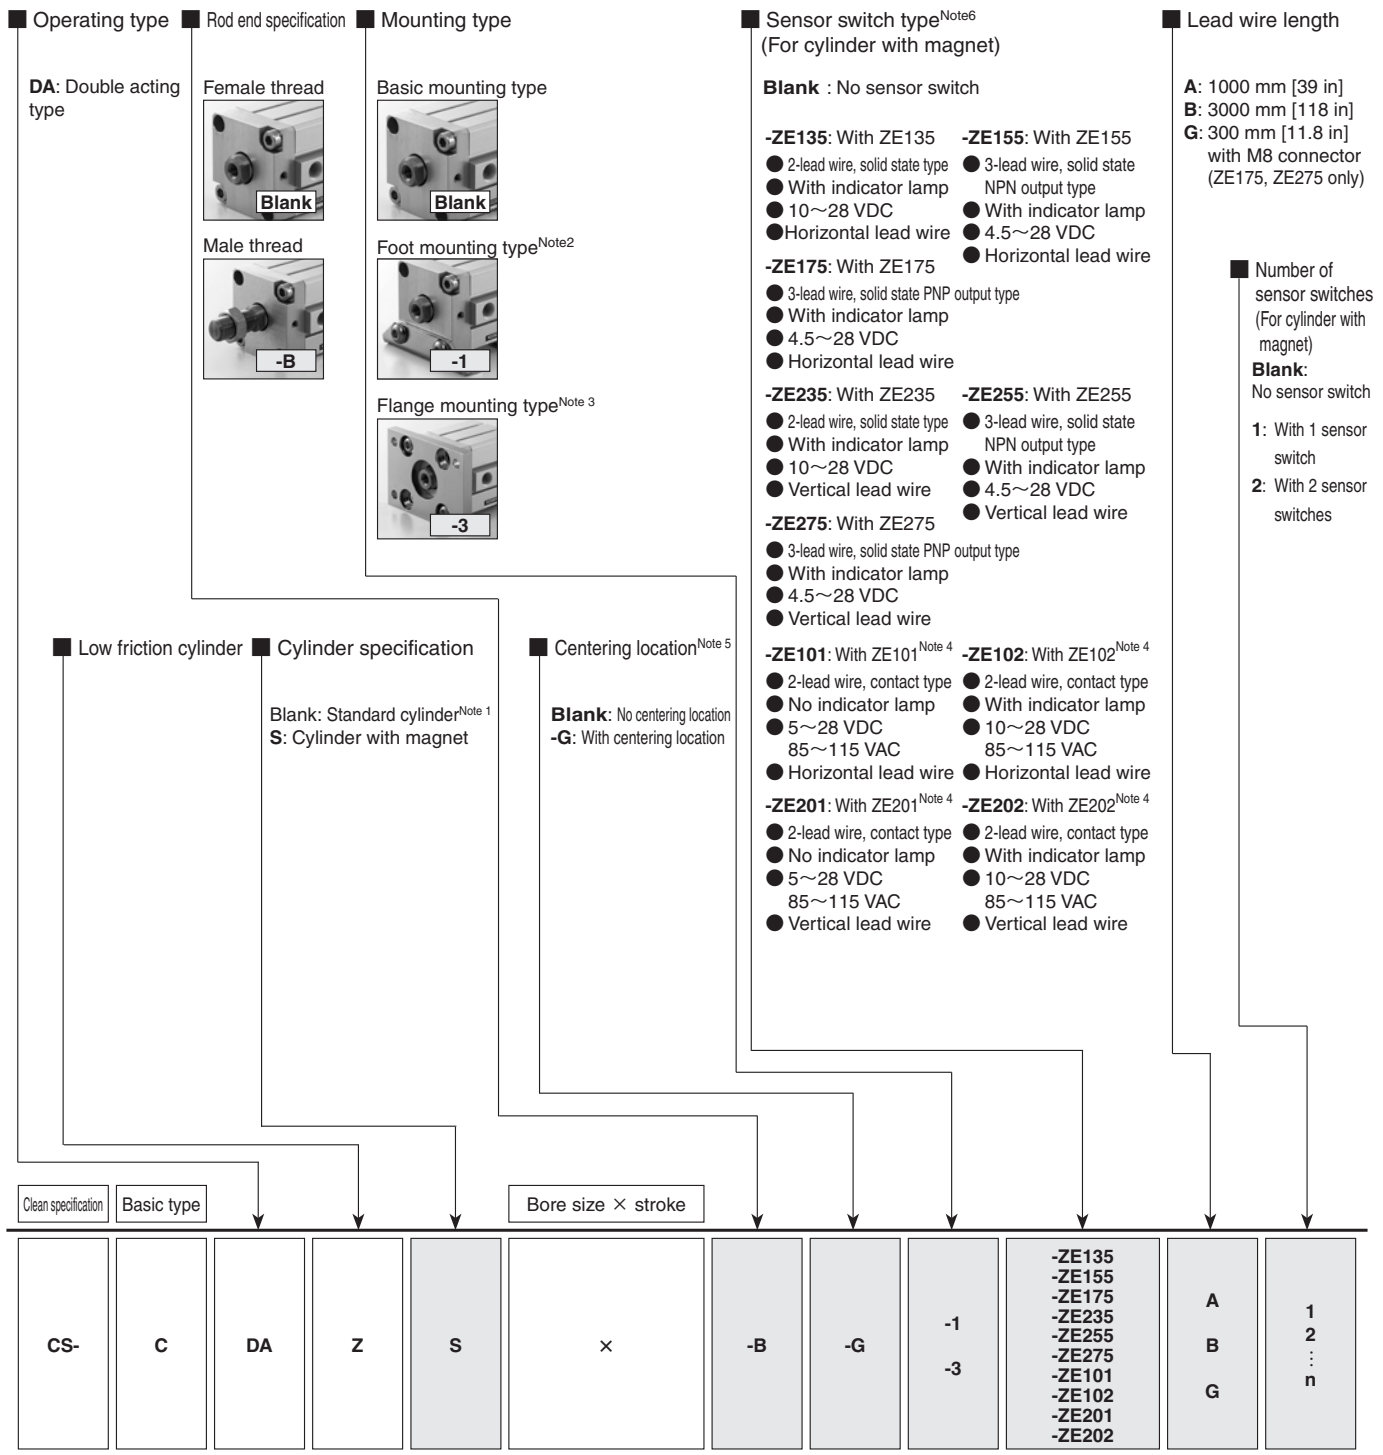 ■ Operating type
DA: Double acting
type
■ Rod end specification
Female thread
Blank
Male thread
-B
■ Mounting type
Basic mounting type
Blank
Foot mounting typeNote2
-1
Flange mounting typeNote 3
-3
■ Sensor switch typeNote6
(For cylinder with magnet)
Blank : No sensor switch
-ZE135: With ZE135
● 2-lead wire, solid state type
● With indicator lamp
● 10～28 VDC
●Horizontal lead wire
-ZE155: With ZE155
● 3-lead wire, solid state
NPN output type
● With indicator lamp
● 4.5～28 VDC
● Horizontal lead wire
-ZE175: With ZE175
● 3-lead wire, solid state PNP output type
● With indicator lamp
● 4.5～28 VDC
● Horizontal lead wire
-ZE235: With ZE235
● 2-lead wire, solid state type
● With indicator lamp
● 10～28 VDC
● Vertical lead wire
-ZE255: With ZE255
● 3-lead wire, solid state
NPN output type
● With indicator lamp
● 4.5～28 VDC
● Vertical lead wire
-ZE275: With ZE275
● 3-lead wire, solid state PNP output type
● With indicator lamp
● 4.5～28 VDC
● Vertical lead wire
-ZE101: With ZE101Note 4
● 2-lead wire, contact type
● No indicator lamp
● 5～28 VDC
85～115 VAC
● Horizontal lead wire
-ZE102: With ZE102Note 4
● 2-lead wire, contact type
● With indicator lamp
● 10～28 VDC
85～115 VAC
● Horizontal lead wire
-ZE201: With ZE201Note 4
● 2-lead wire, contact type
● No indicator lamp
● 5～28 VDC
85～115 VAC
● Vertical lead wire
-ZE202: With ZE202Note 4
● 2-lead wire, contact type
● With indicator lamp
● 10～28 VDC
85～115 VAC
● Vertical lead wire
■ Lead wire length
A: 1000 mm [39 in]
B: 3000 mm [118 in]
G: 300 mm [11.8 in]
with M8 connector
(ZE175, ZE275 only)
■ Number of
sensor switches
(For cylinder with
magnet)
Blank:
No sensor switch
1: With 1 sensor
switch
2: With 2 sensor
switches
■ Low friction cylinder
■ Cylinder specification
Blank: Standard cylinderNote 1
S: Cylinder with magnet
■ Centering locationNote 5
Blank: No centering location
-G: With centering location
Clean specification
Basic type
Bore size × stroke
CS-
C
DA
Z
S
×
-B
-G
-1
-3
-ZE135
-ZE155
-ZE175
-ZE235
-ZE255
-ZE275
-ZE101
-ZE102
-ZE201
-ZE202
A
B
G
1
2
⋮
n